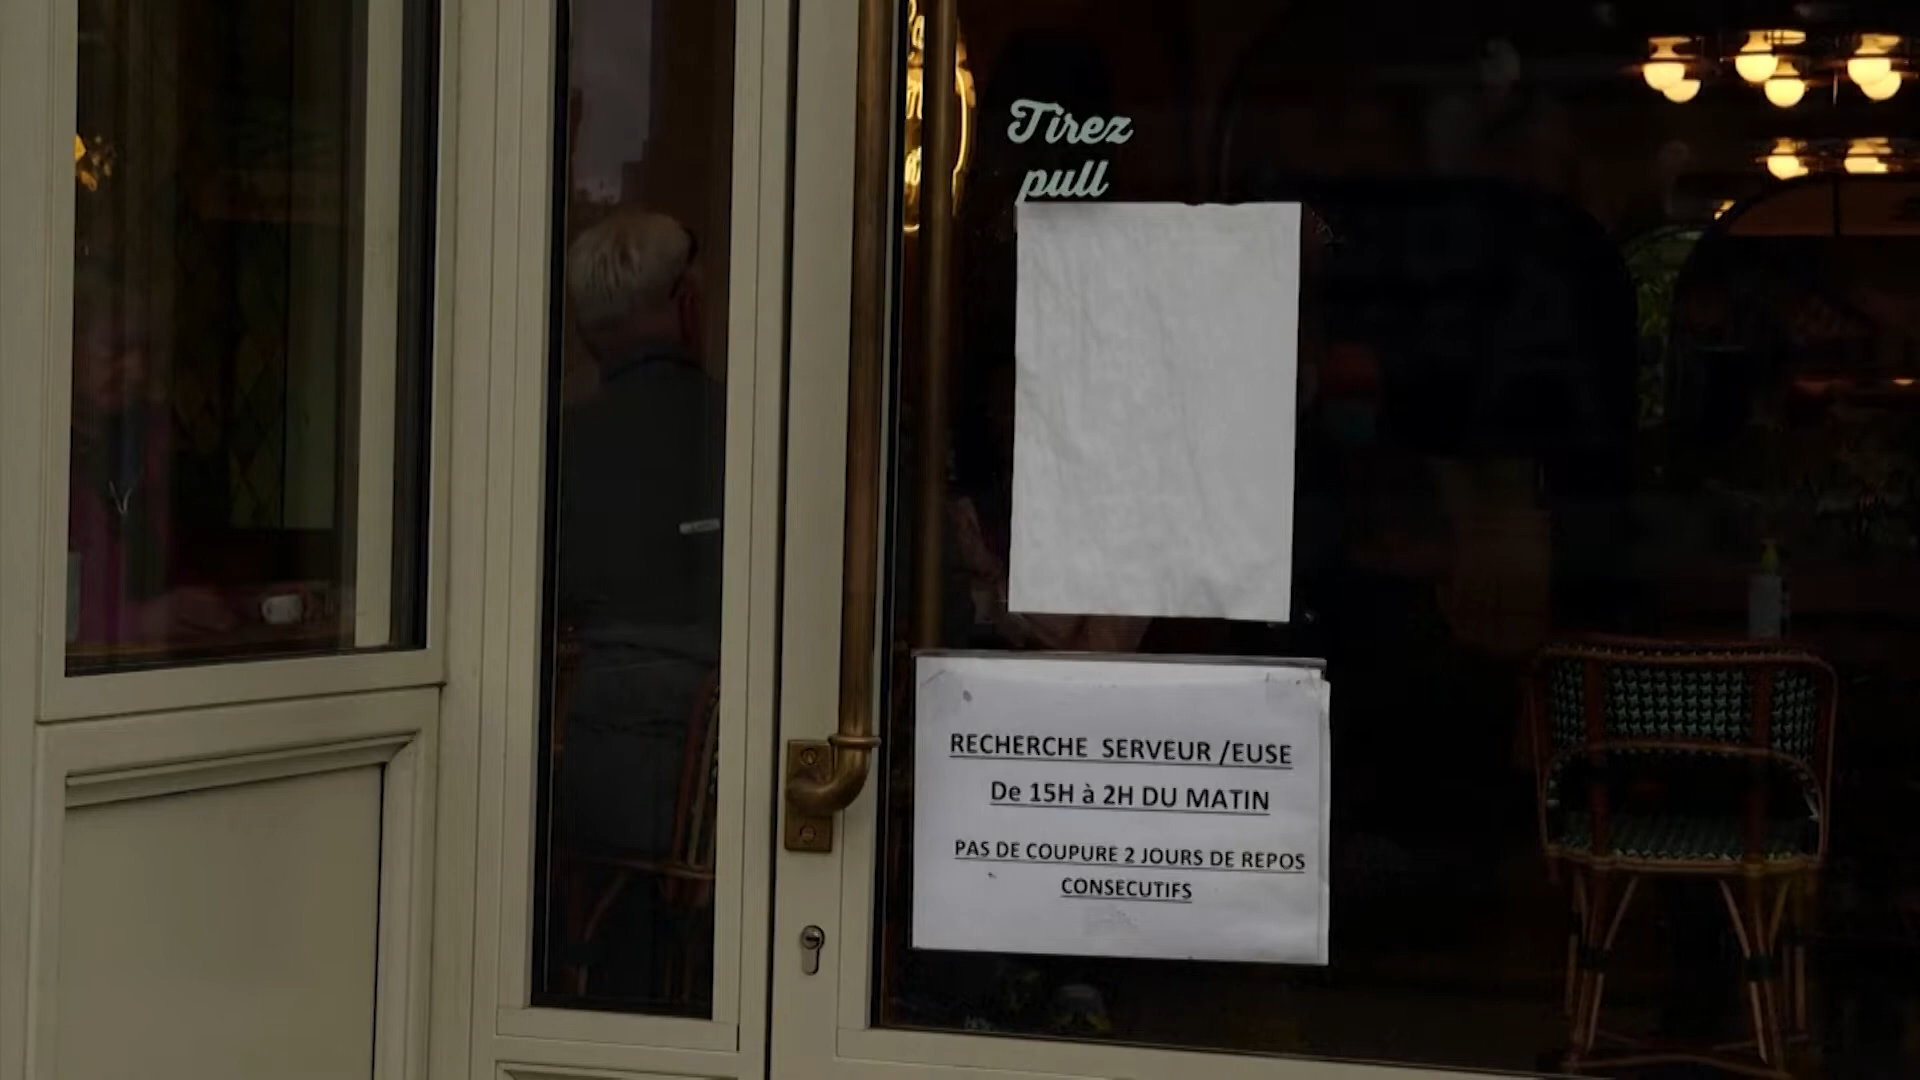 Tirez
pull
RECHERCHE SERVEUR /EUSE
De 15H à 2H DU MATIN
PAS DE COUPURE 2 JOURS DE REPOS
CONSECUTIFS